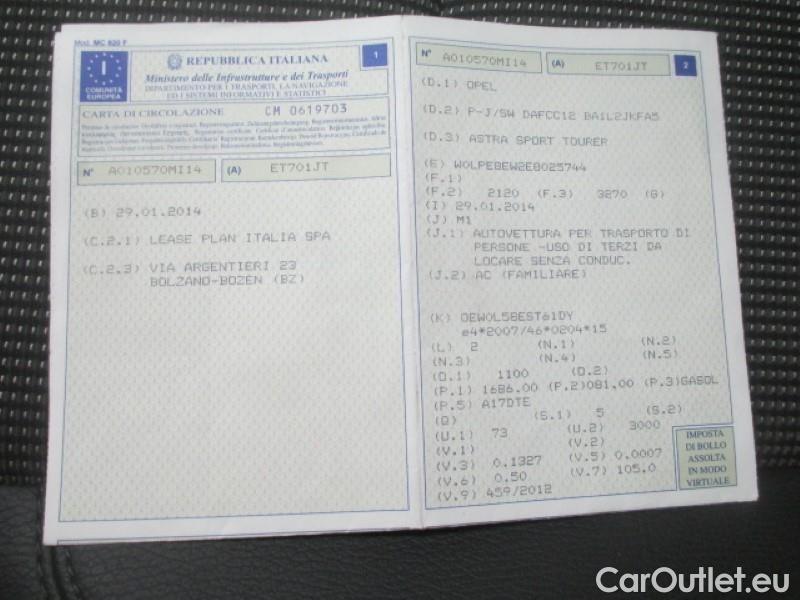 Mod. MC 820 F
REPUBBLICA ITALIANA
1
Ministero delle Infrastrutture e dei Trasporti
DIPARTIMENTO PER I TRASPORTI, LA NAVIGAZIONE
ED I SISTEMI INFORMATIVI E STATISTICI
I
COMUNITÀ
EUROPEA
CARTA DI CIRCOLAZIONE CM 0619703
N° A010570MI14 (A) ET701JT
(B) 29.01.2014
(C.2.1) LEASE PLAN ITALIA SPA
(C.2.3) VIA ARGENTIERI 23
BOLZANO-BOZEN (BZ)
N° A010570MI14 (A) ET701JT 2
(D.1) OPEL
(D.2) P-J/SW DAFCC12 BA1L2JKFA5
(D.3) ASTRA SPORT TOURER
(E) W0LPE8EW2E8025744
(F.1)
(F.2) 2120 (F.3) 3270 (G)
(I) 29.01.2014
(J) M1
(J.1) AUTOVETTURA PER TRASPORTO DI
PERSONE -USO DI TERZI DA
LOCARE SENZA CONDUC.
(J.2) AC (FAMILIARE)
(K) OEWOL58EST61DY
e4*2007/46*0204*15
(L) 2 (N.1) (N.2)
(N.3) (N.4) (N.5)
(O.1) 1100 (O.2)
(P.1) 1686.00 (P.2)081,00 (P.3)GASOL
(P.5) A17DTE
(Q) (S.1) 5 (S.2)
(U.1) 73 (U.2) 3000
(V.1) (V.2)
(V.3) 0.1327 (V.5) 0.0007
(V.6) 0.50 (V.7) 105.0
(V.9) 459/2012
IMPOSTA
DI BOLLO
ASSOLTA
IN MODO
VIRTUALE
CarOutlet.eu